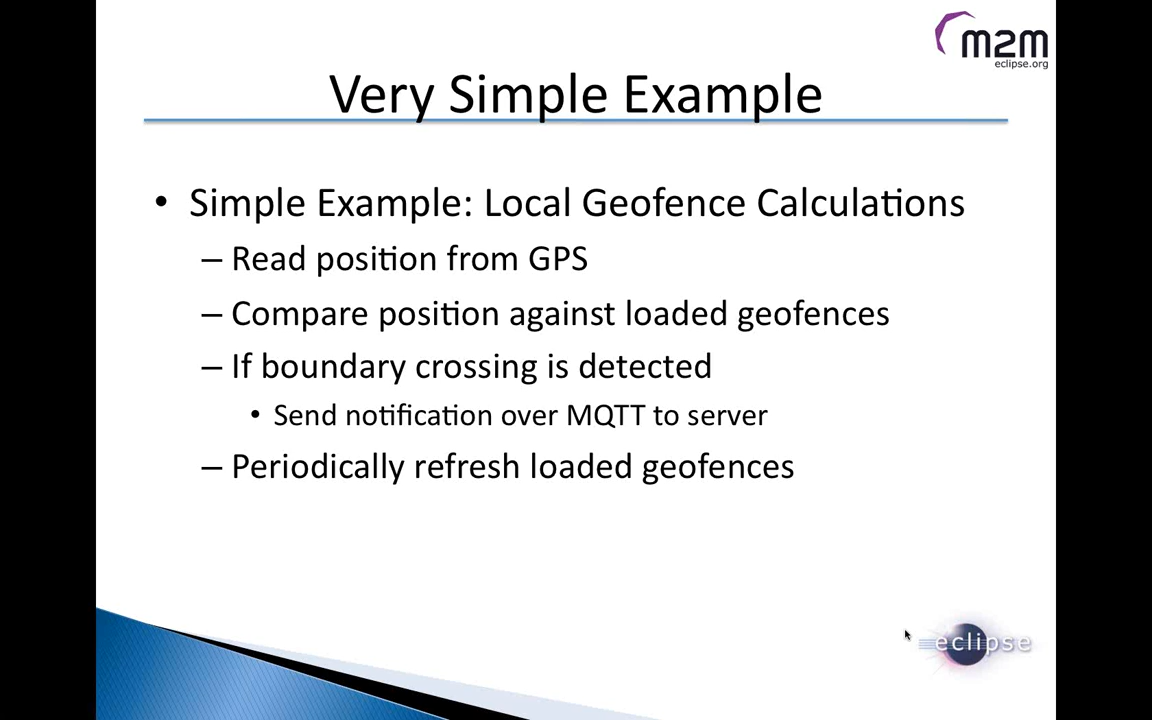 m2m
eclipse.org
Very Simple Example
• Simple Example: Local Geofence Calculations
– Read position from GPS
– Compare position against loaded geofences
– If boundary crossing is detected
• Send notification over MQTT to server
– Periodically refresh loaded geofences
eclipse